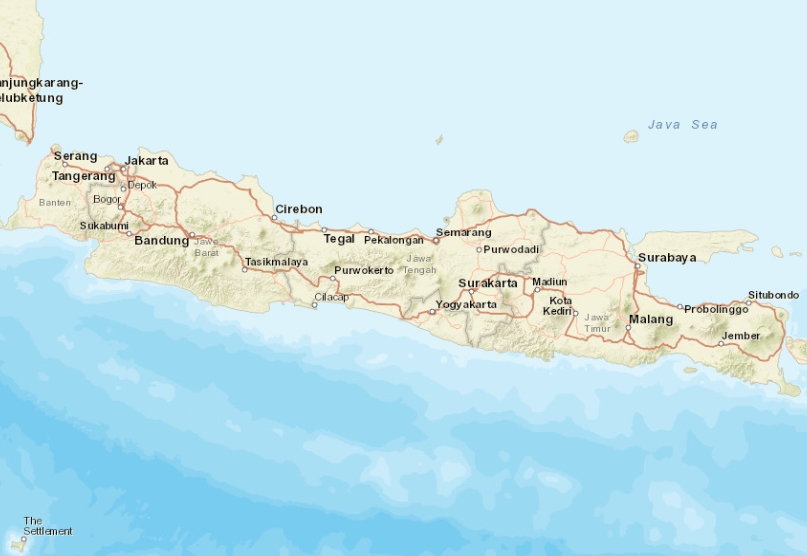 anjungkarang-
elubketung
Java Sea
Serang
Jakarta
Tangerang
Depok
Banten
Bogor
Cirebon
Sukabumi
Bandung
Jawa
Barat
Tegal
Pekalongan
Semarang
Purwodadi
Surabaya
Tasikmalaya
Jawa
Tengah
Purwokerto
Surakarta
Madiun
Cilacap
Yogyakarta
Kota
Kediri
Jawa
Timur
Malang
Probolinggo
Situbondo
Jember
The
Settlement